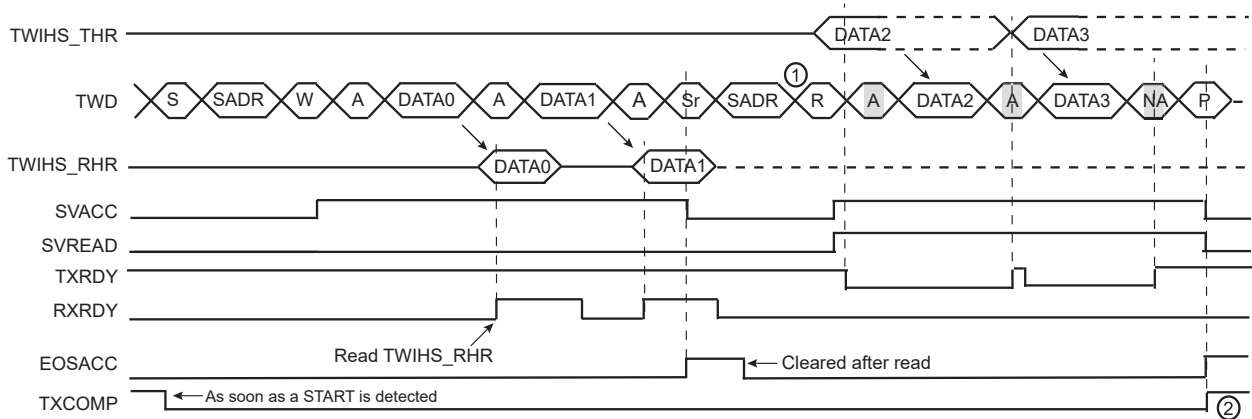 TWIHS_THR DATA2 DATA3
①
TWD S SADR W A DATA0 A DATA1 A Sr SADR R A DATA2 A DATA3 NA P
TWIHS_RHR DATA0 DATA1
SVACC
SVREAD
TXRDY
RXRDY
Read TWIHS_RHR
EOSACC Cleared after read
As soon as a START is detected
TXCOMP ②